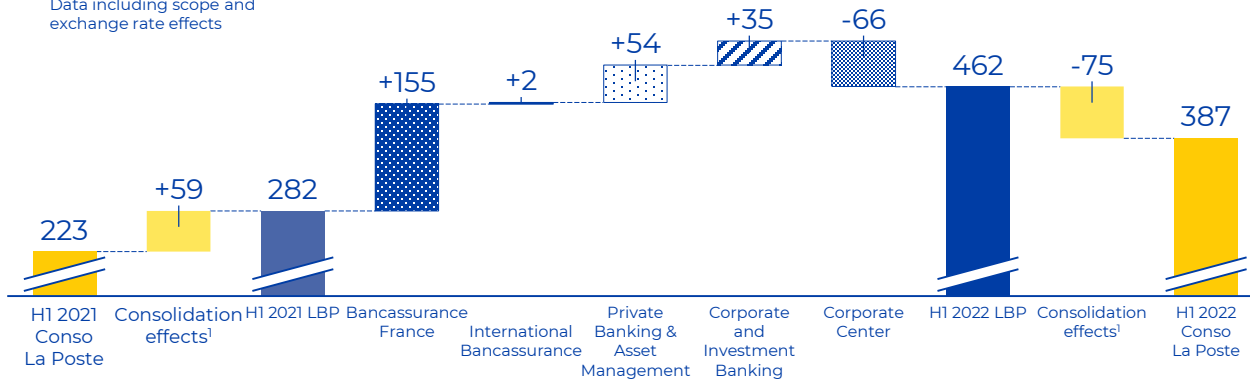 Data including scope and
exchange rate effects
223
+59
282
+155
+2
+54
+35
-66
462
-75
387
H1 2021
Conso
La Poste
Consolidation
effects¹
H1 2021 LBP
Bancassurance
France
International
Bancassurance
Private
Banking &
Asset
Management
Corporate
and
Investment
Banking
Corporate
Center
H1 2022 LBP
Consolidation
effects¹
H1 2022
Conso
La Poste